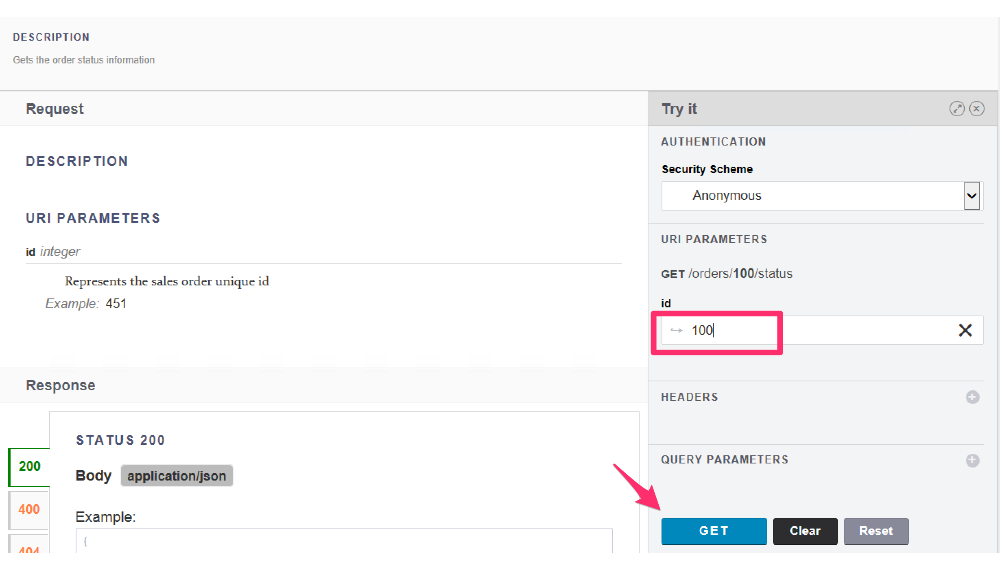 DESCRIPTION
Gets the order status information
Request
DESCRIPTION
URI PARAMETERS
id integer
Represents the sales order unique id
Example: 451
Response
200
400
404
STATUS 200
Body application/json
Example:
{
Try it
AUTHENTICATION
Security Scheme
Anonymous
URI PARAMETERS
GET /orders/100/status
id
100
HEADERS
QUERY PARAMETERS
GET Clear Reset